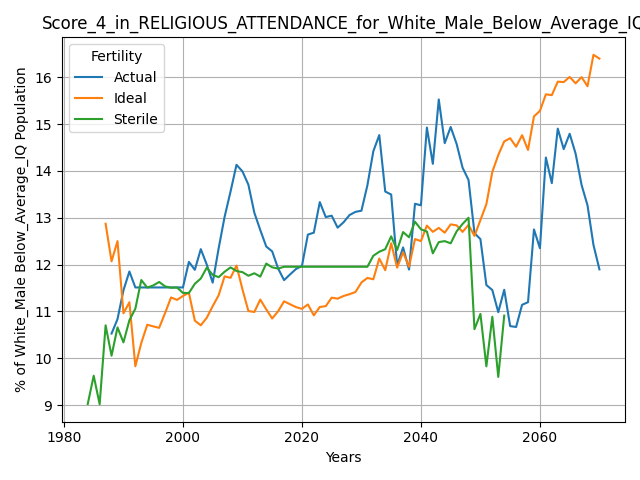 Score_4_in_RELIGIOUS_ATTENDANCE_for_White_Male_Below_Average_IQ
Fertility
Actual
Ideal
Sterile
% of White_Male Below_Average_IQ Population
16
15
14
13
12
11
10
9
1980 2000 2020 2040 2060
Years